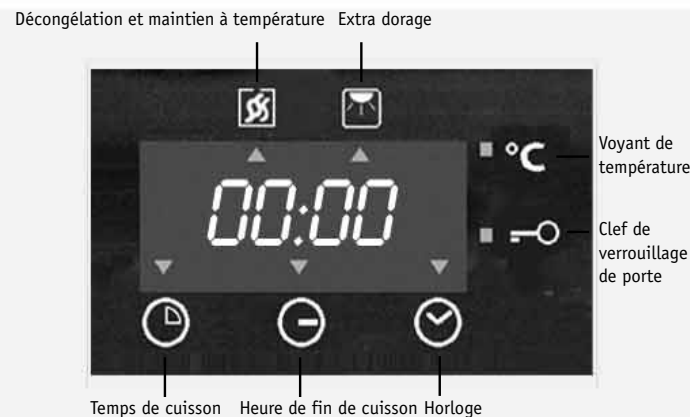 Décongélation et maintien à température Extra dorage
00:00
°C
Voyant de
température
Clef de
verrouillage
de porte
Temps de cuisson Heure de fin de cuisson Horloge